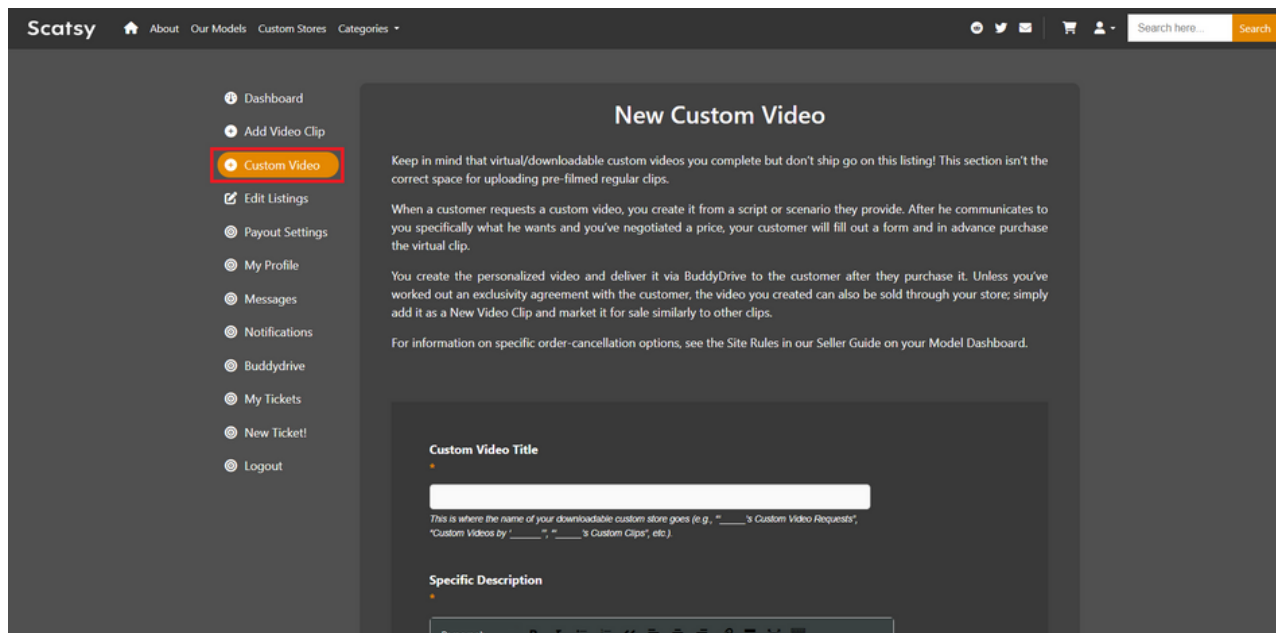 Scatsy About Our Models Custom Stores Categories Search here... Search
Dashboard
Add Video Clip
Custom Video
Edit Listings
Payout Settings
My Profile
Messages
Notifications
Buddydrive
My Tickets
New Ticket!
Logout
New Custom Video
Keep in mind that virtual/downloadable custom videos you complete but don't ship go on this listing! This section isn't the
correct space for uploading pre-filmed regular clips.
When a customer requests a custom video, you create it from a script or scenario they provide. After he communicates to
you specifically what he wants and you've negotiated a price, your customer will fill out a form and in advance purchase
the virtual clip.
You create the personalized video and deliver it via BuddyDrive to the customer after they purchase it. Unless you've
worked out an exclusivity agreement with the customer, the video you created can also be sold through your store; simply
add it as a New Video Clip and market it for sale similarly to other clips.
For information on specific order-cancellation options, see the Site Rules in our Seller Guide on your Model Dashboard.
Custom Video Title
*
This is where the name of your downloadable custom store goes (e.g., "'_____'s Custom Video Requests",
"Custom Videos by '______'", "'_____'s Custom Clips", etc.).
Specific Description
*